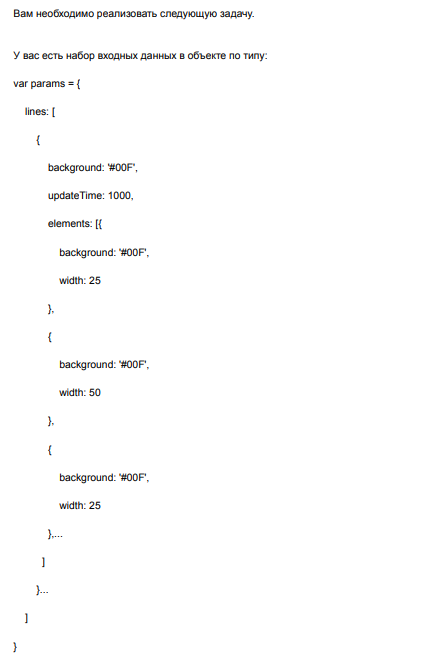 Вам необходимо реализовать следующую задачу.
У вас есть набор входных данных в объекте по типу:
var params = {
lines: [
{
background: '#00F',
updateTime: 1000,
elements: [{
background: '#00F',
width: 25
},
{
background: '#00F',
width: 50
},
{
background: '#00F',
width: 25
},...
]
}...
]
}